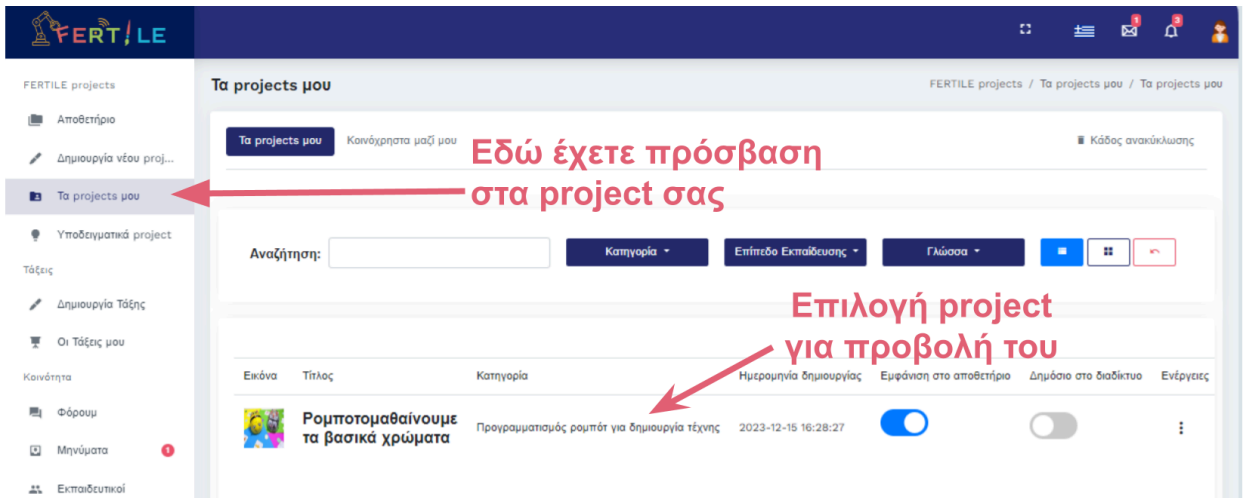 FERTILE
1
3
FERTILE projects
Αποθετήριο
Δημιουργία νέου proj...
Τα projects μου
Υποδειγματικά project
Τάξεις
Δημιουργία Τάξης
Οι Τάξεις μου
Κοινότητα
Φόρουμ
Μηνύματα 1
Εκπαιδευτικοί
Τα projects μου
FERTILE projects / Τα projects μου / Τα projects μου
Τα projects μου Κοινόχρηστα μαζί μου Κάδος ανακύκλωσης
Εδώ έχετε πρόσβαση
στα project σας
Αναζήτηση: Κατηγορία Επίπεδο Εκπαίδευσης Γλώσσα
Επιλογή project
για προβολή του
Εικόνα Τίτλος Κατηγορία Ημερομηνία δημιουργίας Εμφάνιση στο αποθετήριο Δημόσιο στο διαδίκτυο Ενέργειες
Ρομποτομαθαίνουμε
τα βασικά χρώματα
Προγραμματισμός ρομπότ για δημιουργία τέχνης 2023-12-15 16:28:27